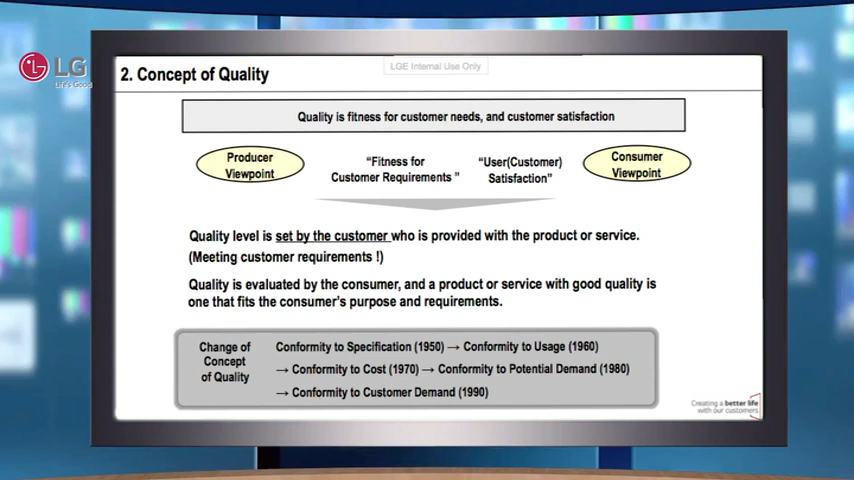 LG
Life's Good
LGE Internal Use Only
2. Concept of Quality
Quality is fitness for customer needs, and customer satisfaction
Producer
Viewpoint
“Fitness for
Customer Requirements ”
“User(Customer)
Satisfaction”
Consumer
Viewpoint
Quality level is set by the customer who is provided with the product or service.
(Meeting customer requirements !)
Quality is evaluated by the consumer, and a product or service with good quality is
one that fits the consumer's purpose and requirements.
Change of
Concept
of Quality
Conformity to Specification (1950) → Conformity to Usage (1960)
→ Conformity to Cost (1970) → Conformity to Potential Demand (1980)
→ Conformity to Customer Demand (1990)
Creating a better life
with our customers